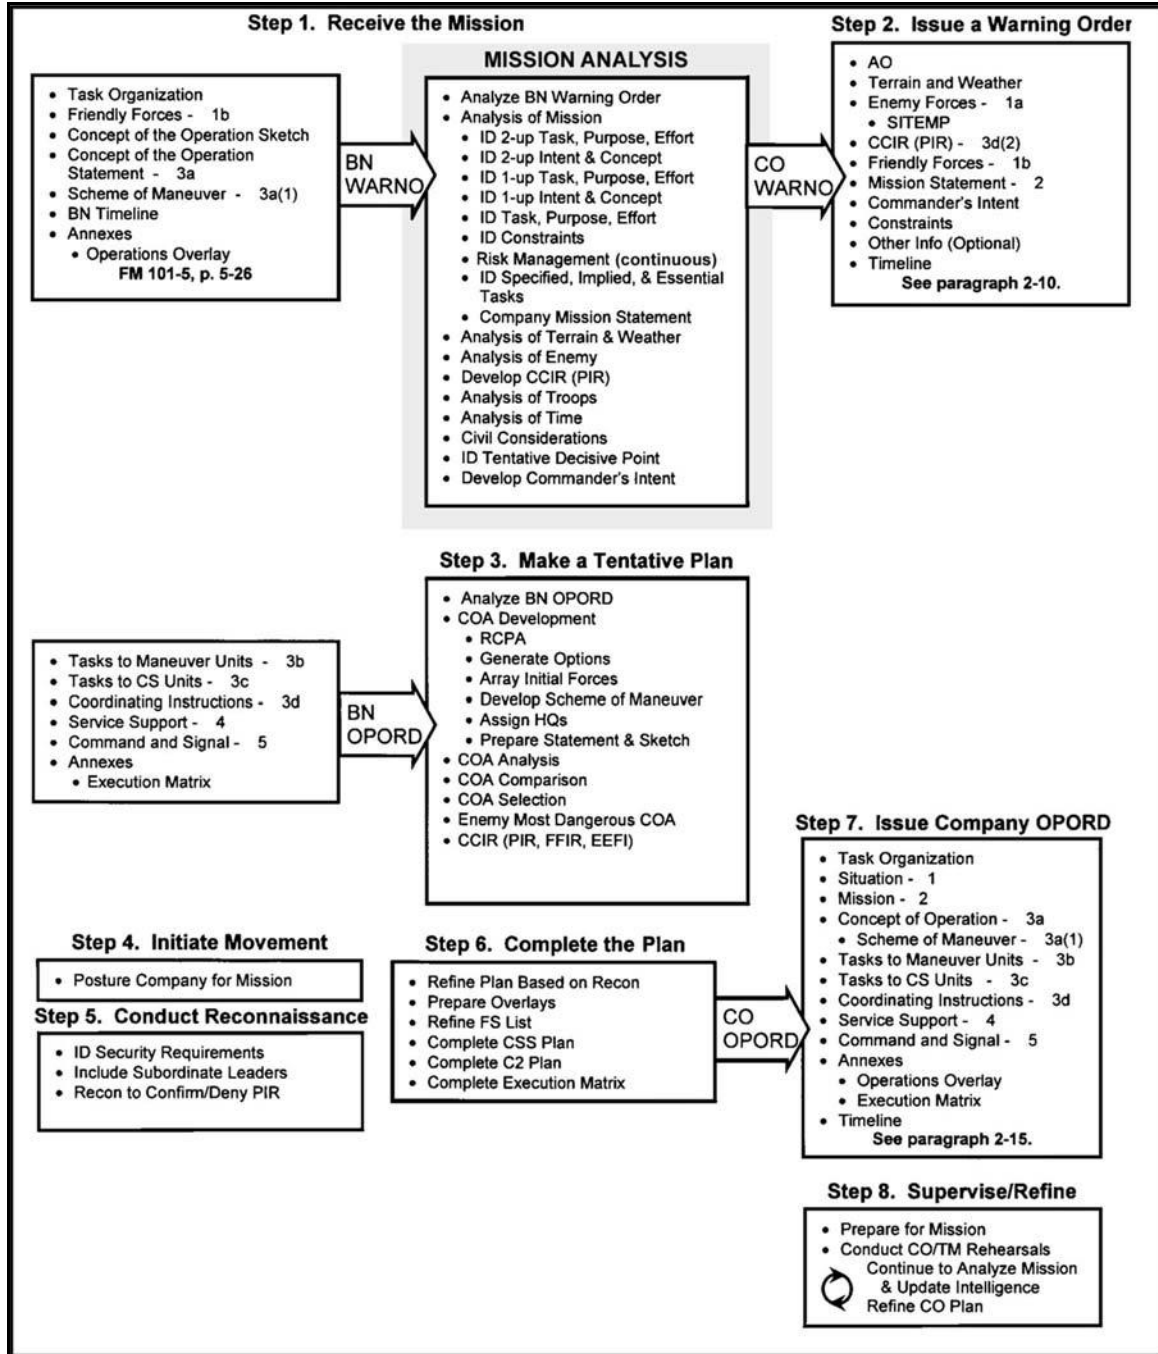 Step 1. Receive the Mission
Task Organization
Friendly Forces - 1b
Concept of the Operation Sketch
Concept of the Operation
Statement - 3a
Scheme of Maneuver - 3a(1)
BN Timeline
Annexes
Operations Overlay
FM 101-5, p. 5-26
BN
WARNO
MISSION ANALYSIS
Analyze BN Warning Order
Analysis of Mission
ID 2-up Task, Purpose, Effort
ID 2-up Intent & Concept
ID 1-up Task, Purpose, Effort
ID 1-up Intent & Concept
ID Task, Purpose, Effort
ID Constraints
Risk Management (continuous)
ID Specified, Implied, & Essential
Tasks
Company Mission Statement
Analysis of Terrain & Weather
Analysis of Enemy
Develop CCIR (PIR)
Analysis of Troops
Analysis of Time
Civil Considerations
ID Tentative Decisive Point
Develop Commander's Intent
CO
WARNO
Step 2. Issue a Warning Order
AO
Terrain and Weather
Enemy Forces - 1a
SITEMP
CCIR (PIR) - 3d(2)
Friendly Forces - 1b
Mission Statement - 2
Commander's Intent
Constraints
Other Info (Optional)
Timeline
See paragraph 2-10.
Step 3. Make a Tentative Plan
Tasks to Maneuver Units - 3b
Tasks to CS Units - 3c
Coordinating Instructions - 3d
Service Support - 4
Command and Signal - 5
Annexes
Execution Matrix
BN
OPORD
Analyze BN OPORD
COA Development
RCPA
Generate Options
Array Initial Forces
Develop Scheme of Maneuver
Assign HQs
Prepare Statement & Sketch
COA Analysis
COA Comparison
COA Selection
Enemy Most Dangerous COA
CCIR (PIR, FFIR, EEFI)
Step 4. Initiate Movement
Posture Company for Mission
Step 5. Conduct Reconnaissance
ID Security Requirements
Include Subordinate Leaders
Recon to Confirm/Deny PIR
Step 6. Complete the Plan
Refine Plan Based on Recon
Prepare Overlays
Refine FS List
Complete CSS Plan
Complete C2 Plan
Complete Execution Matrix
CO
OPORD
Step 7. Issue Company OPORD
Task Organization
Situation - 1
Mission - 2
Concept of Operation - 3a
Scheme of Maneuver - 3a(1)
Tasks to Maneuver Units - 3b
Tasks to CS Units - 3c
Coordinating Instructions - 3d
Service Support - 4
Command and Signal - 5
Annexes
Operations Overlay
Execution Matrix
Timeline
See paragraph 2-15.
Step 8. Supervise/Refine
Prepare for Mission
Conduct CO/TM Rehearsals
Continue to Analyze Mission
& Update Intelligence
Refine CO Plan